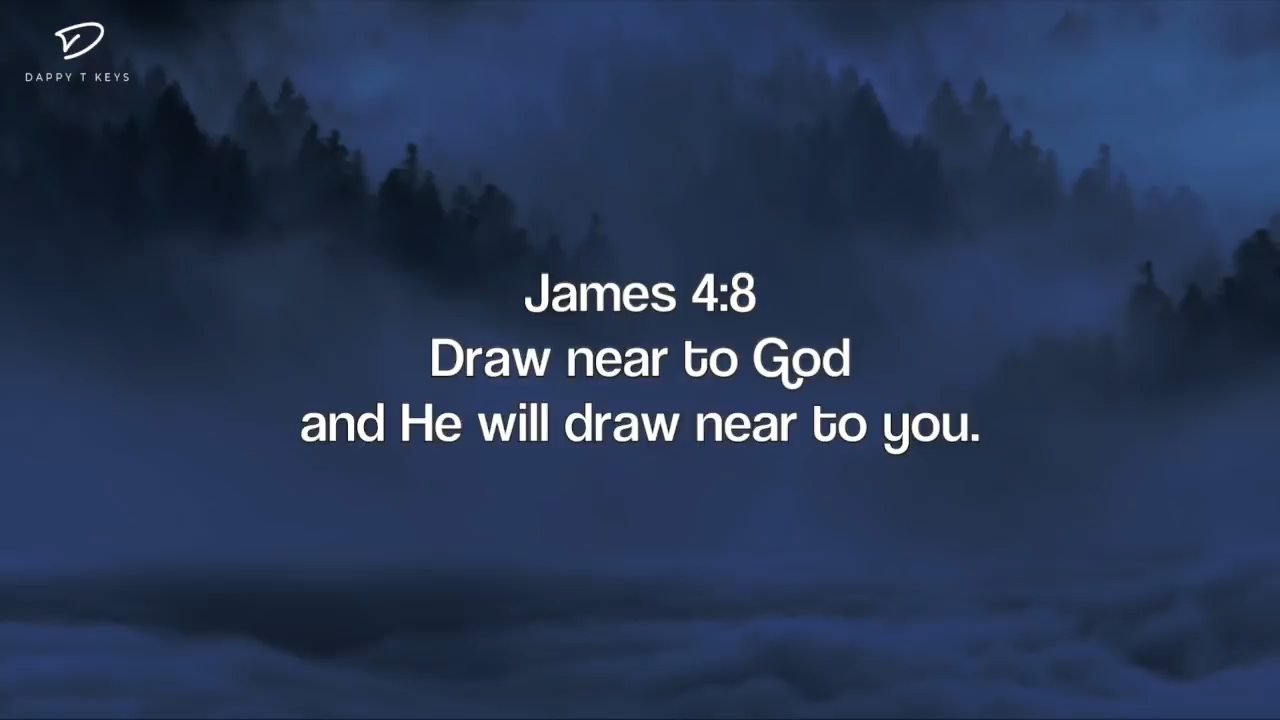 DAPPY T KEYS
James 4:8
Draw near to God
and He will draw near to you.